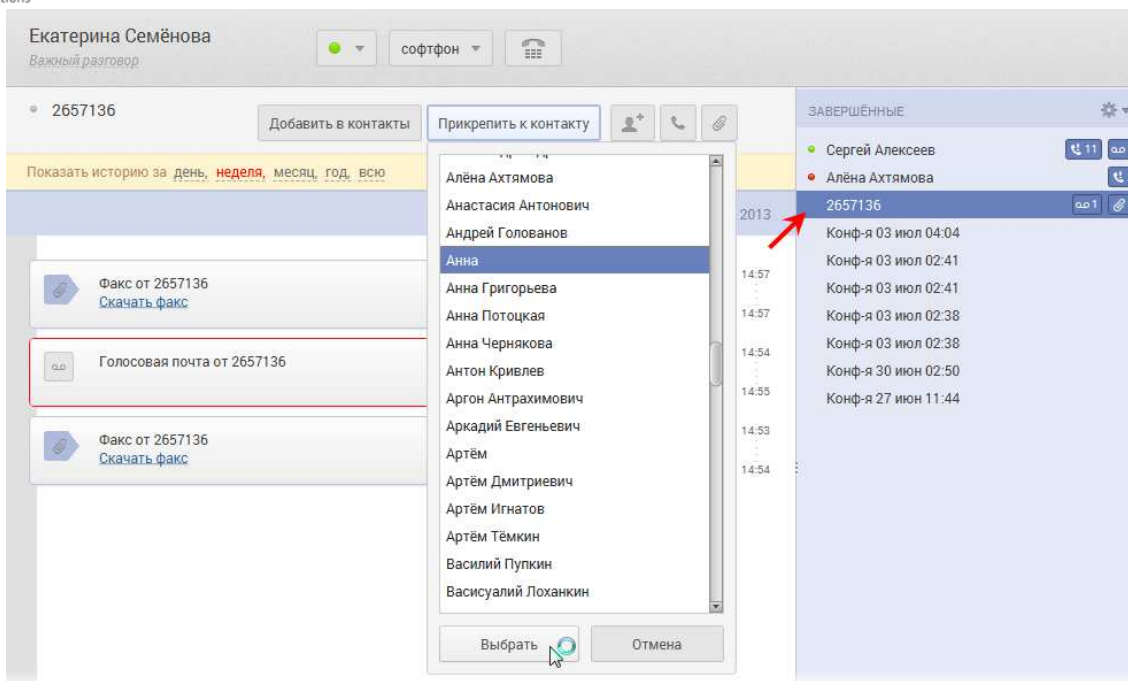 Екатерина Семёнова
Важный разговор
софтфон
2657136
Добавить в контакты
Прикрепить к контакту
Показать историю за день, неделя, месяц, год, всю
2013
Факс от 2657136
Скачать факс
14:57
14:57
Голосовая почта от 2657136
14:54
14:55
Факс от 2657136
Скачать факс
14:53
14:54
Алёна Ахтямова
Анастасия Антонович
Андрей Голованов
Анна
Анна Григорьева
Анна Потоцкая
Анна Чернякова
Антон Кривлев
Аргон Антрахимович
Аркадий Евгеньевич
Артём
Артём Дмитриевич
Артём Игнатов
Артём Тёмкин
Василий Пупкин
Васисуалий Лоханкин
Выбрать
Отмена
ЗАВЕРШЁННЫЕ
Сергей Алексеев 11
Алёна Ахтямова
2657136 1
Конф-я 03 июл 04:04
Конф-я 03 июл 02:41
Конф-я 03 июл 02:41
Конф-я 03 июл 02:38
Конф-я 03 июл 02:38
Конф-я 30 июн 02:50
Конф-я 27 июн 11:44